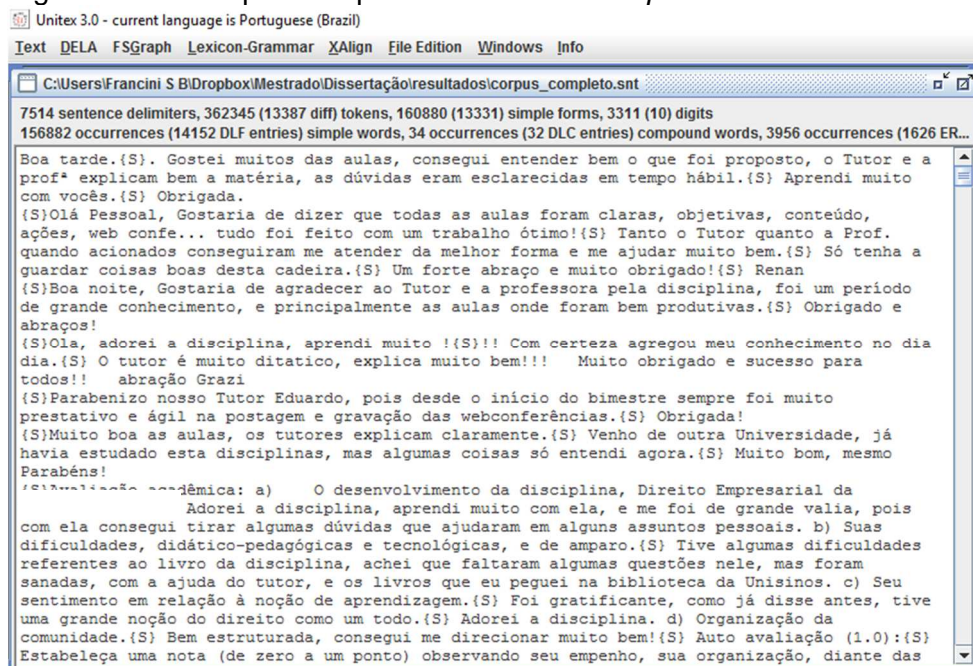 Unitex 3.0 - current language is Portuguese (Brazil)
Text DELA FSGraph Lexicon-Grammar XAlign File Edition Windows Info
C:\Users\Francini S B\Dropbox\Mestrado\Dissertação\resultados\corpus_completo.snt
7514 sentence delimiters, 362345 (13387 diff) tokens, 160880 (13331) simple forms, 3311 (10) digits
156882 occurrences (14152 DLF entries) simple words, 34 occurrences (32 DLC entries) compound words, 3956 occurrences (1626 ER...
Boa tarde.{S}. Gostei muitos das aulas, consegui entender bem o que foi proposto, o Tutor e a
profª explicam bem a matéria, as dúvidas eram esclarecidas em tempo hábil.{S} Aprendi muito
com vocês.{S} Obrigada.
{S}Olá Pessoal, Gostaria de dizer que todas as aulas foram claras, objetivas, conteúdo,
ações, web confe... tudo foi feito com um trabalho ótimo!{S} Tanto o Tutor quanto a Prof.
quando acionados conseguiram me atender da melhor forma e me ajudar muito bem.{S} Só tenha a
guardar coisas boas desta cadeira.{S} Um forte abraço e muito obrigado!{S} Renan
{S}Boa noite, Gostaria de agradecer ao Tutor e a professora pela disciplina, foi um período
de grande conhecimento, e principalmente as aulas onde foram bem produtivas.{S} Obrigado e
abraços!
{S}Ola, adorei a disciplina, aprendi muito !{S}!! Com certeza agregou meu conhecimento no dia
dia.{S} O tutor é muito ditatico, explica muito bem!!! Muito obrigado e sucesso para
todos!! abração Grazi
{S}Parabenizo nosso Tutor Eduardo, pois desde o início do bimestre sempre foi muito
prestativo e ágil na postagem e gravação das webconferências.{S} Obrigada!
{S}Muito boa as aulas, os tutores explicam claramente.{S} Venho de outra Universidade, já
havia estudado esta disciplinas, mas algumas coisas só entendi agora.{S} Muito bom, mesmo
Parabéns!
{S}Avaliação acadêmica: a) O desenvolvimento da disciplina, Direito Empresarial da
Adorei a disciplina, aprendi muito com ela, e me foi de grande valia, pois
com ela consegui tirar algumas dúvidas que ajudaram em alguns assuntos pessoais. b) Suas
dificuldades, didático-pedagógicas e tecnológicas, e de amparo.{S} Tive algumas dificuldades
referentes ao livro da disciplina, achei que faltaram algumas questões nele, mas foram
sanadas, com a ajuda do tutor, e os livros que eu peguei na biblioteca da Unisinos. c) Seu
sentimento em relação à noção de aprendizagem.{S} Foi gratificante, como já disse antes, tive
uma grande noção do direito como um todo.{S} Adorei a disciplina. d) Organização da
comunidade.{S} Bem estruturada, consegui me direcionar muito bem!{S} Auto avaliação (1.0):{S}
Estabeleça uma nota (de zero a um ponto) observando seu empenho, sua organização, diante das